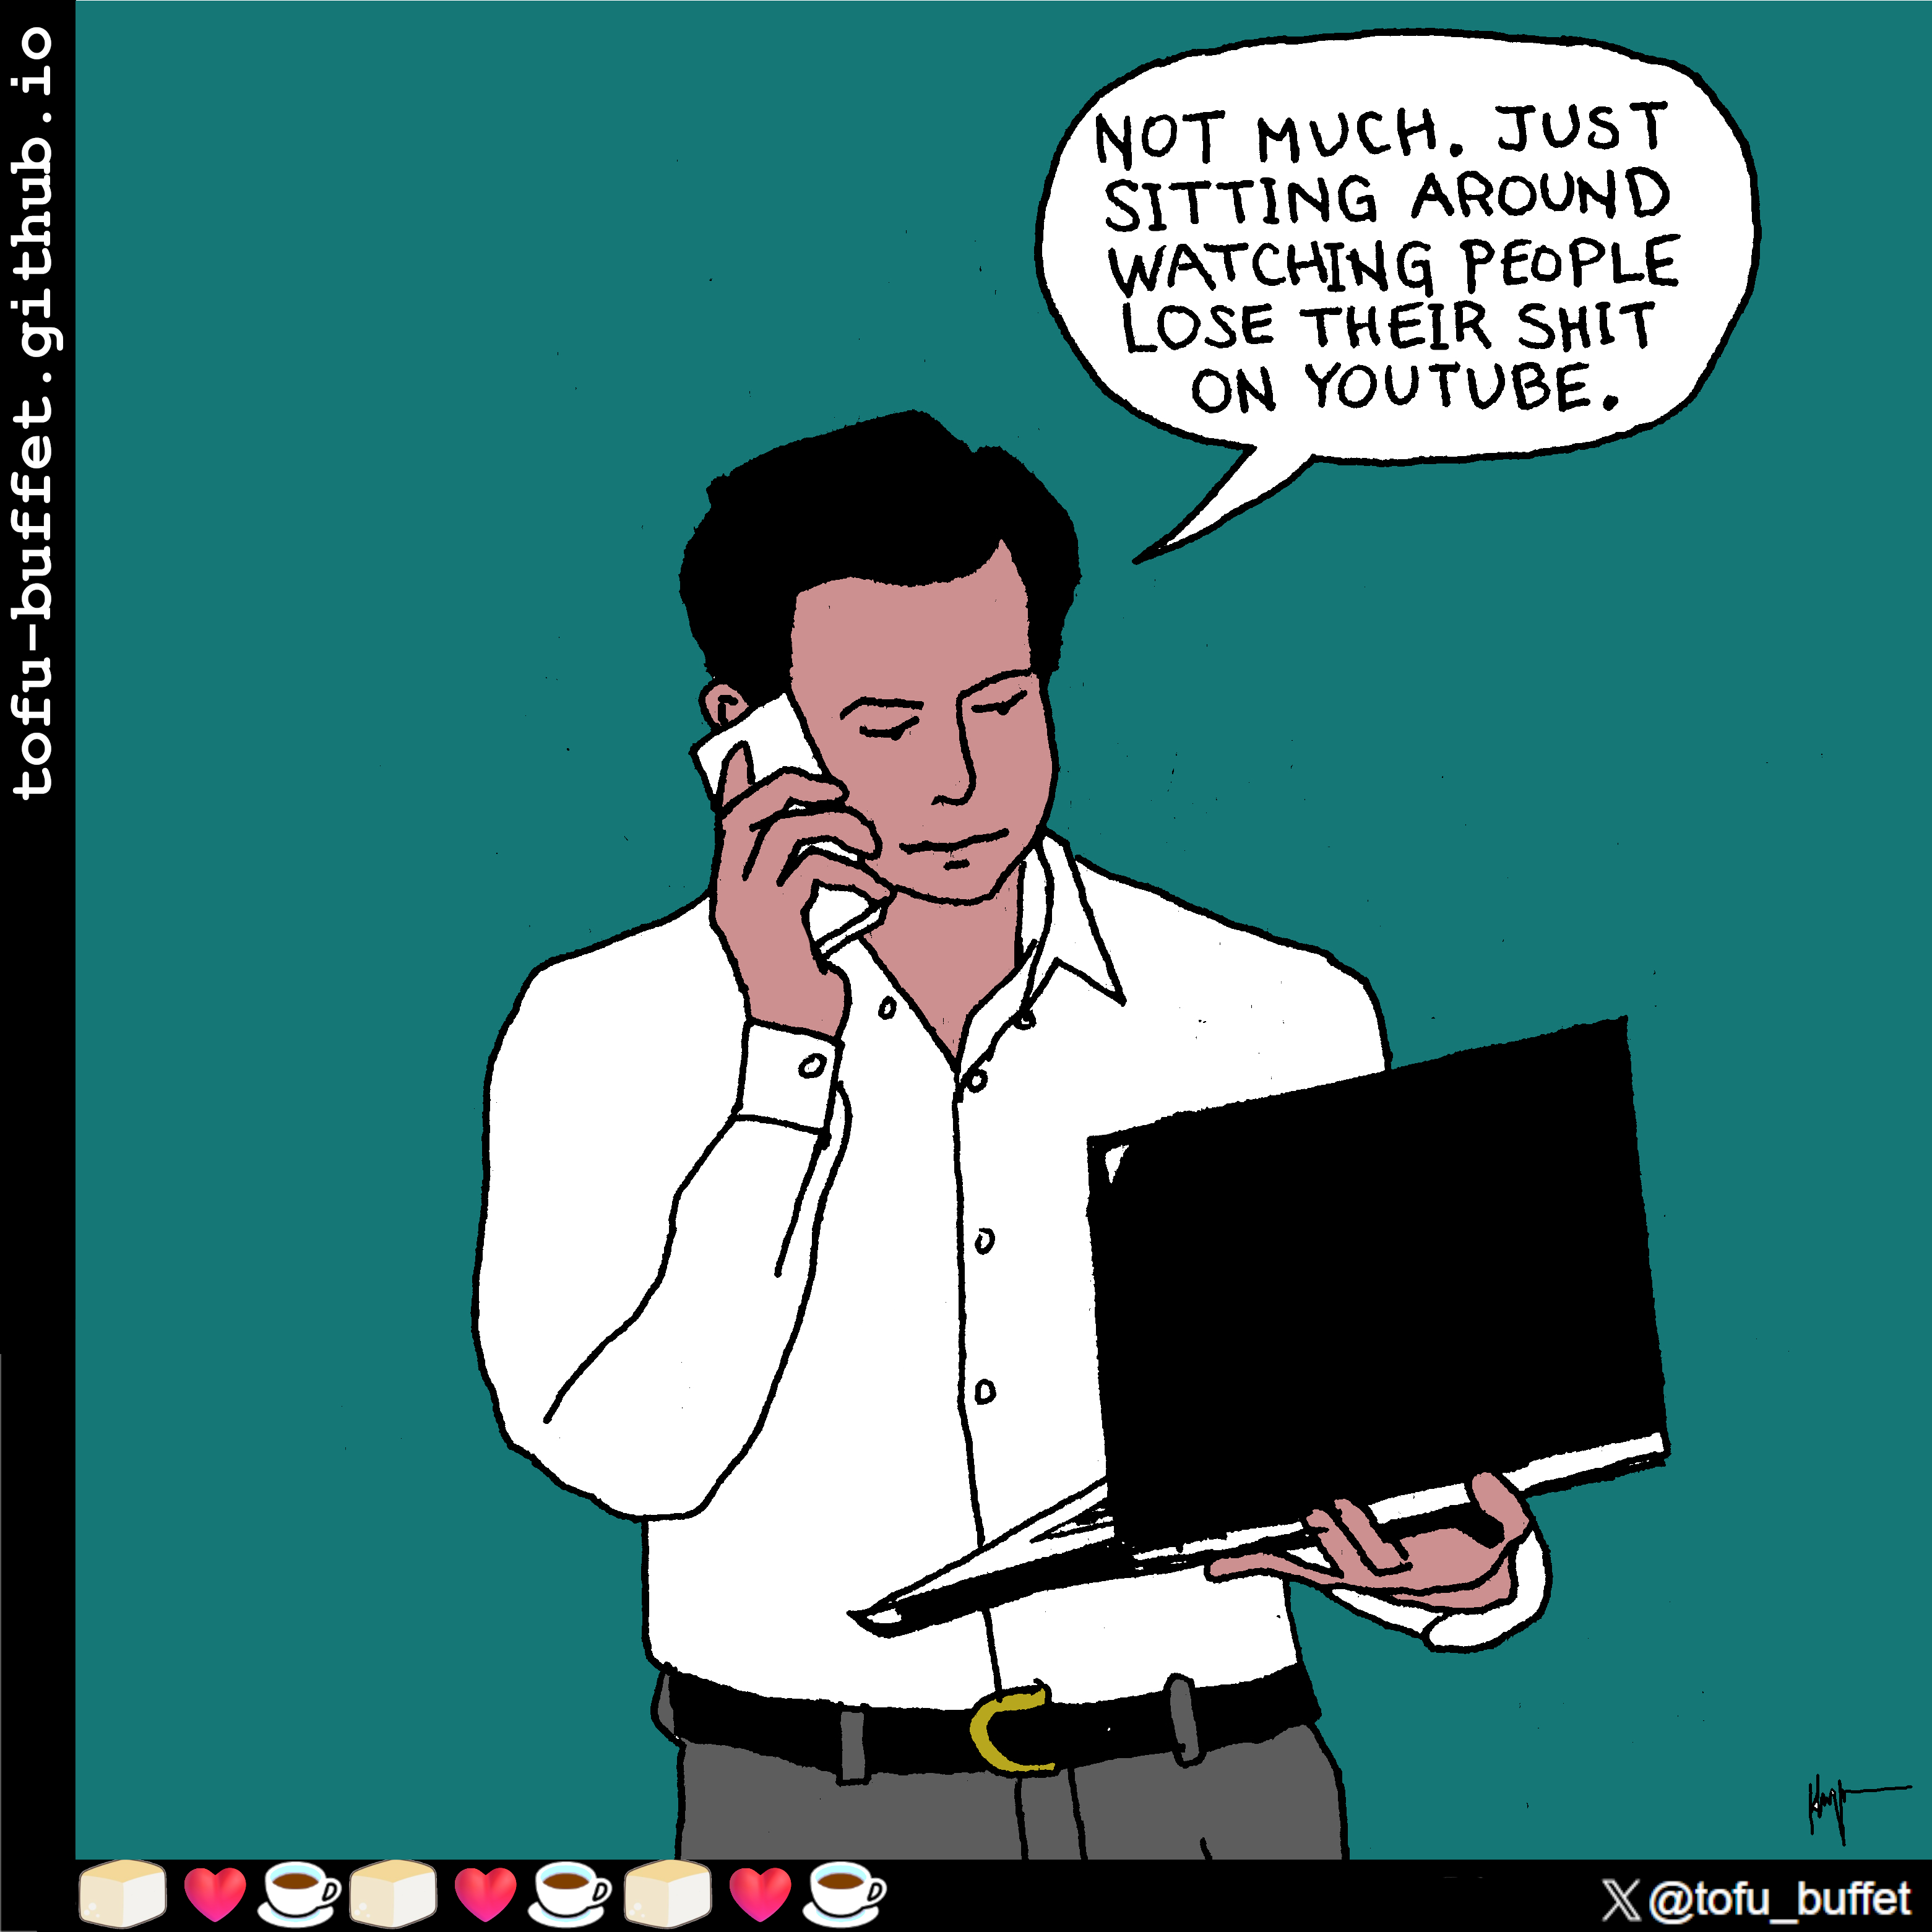 tofu-buffet.github.io
NOT MUCH. JUST
SITTING AROUND
WATCHING PEOPLE
LOSE THEIR SHIT
ON YOUTUBE.
X @tofu_buffet